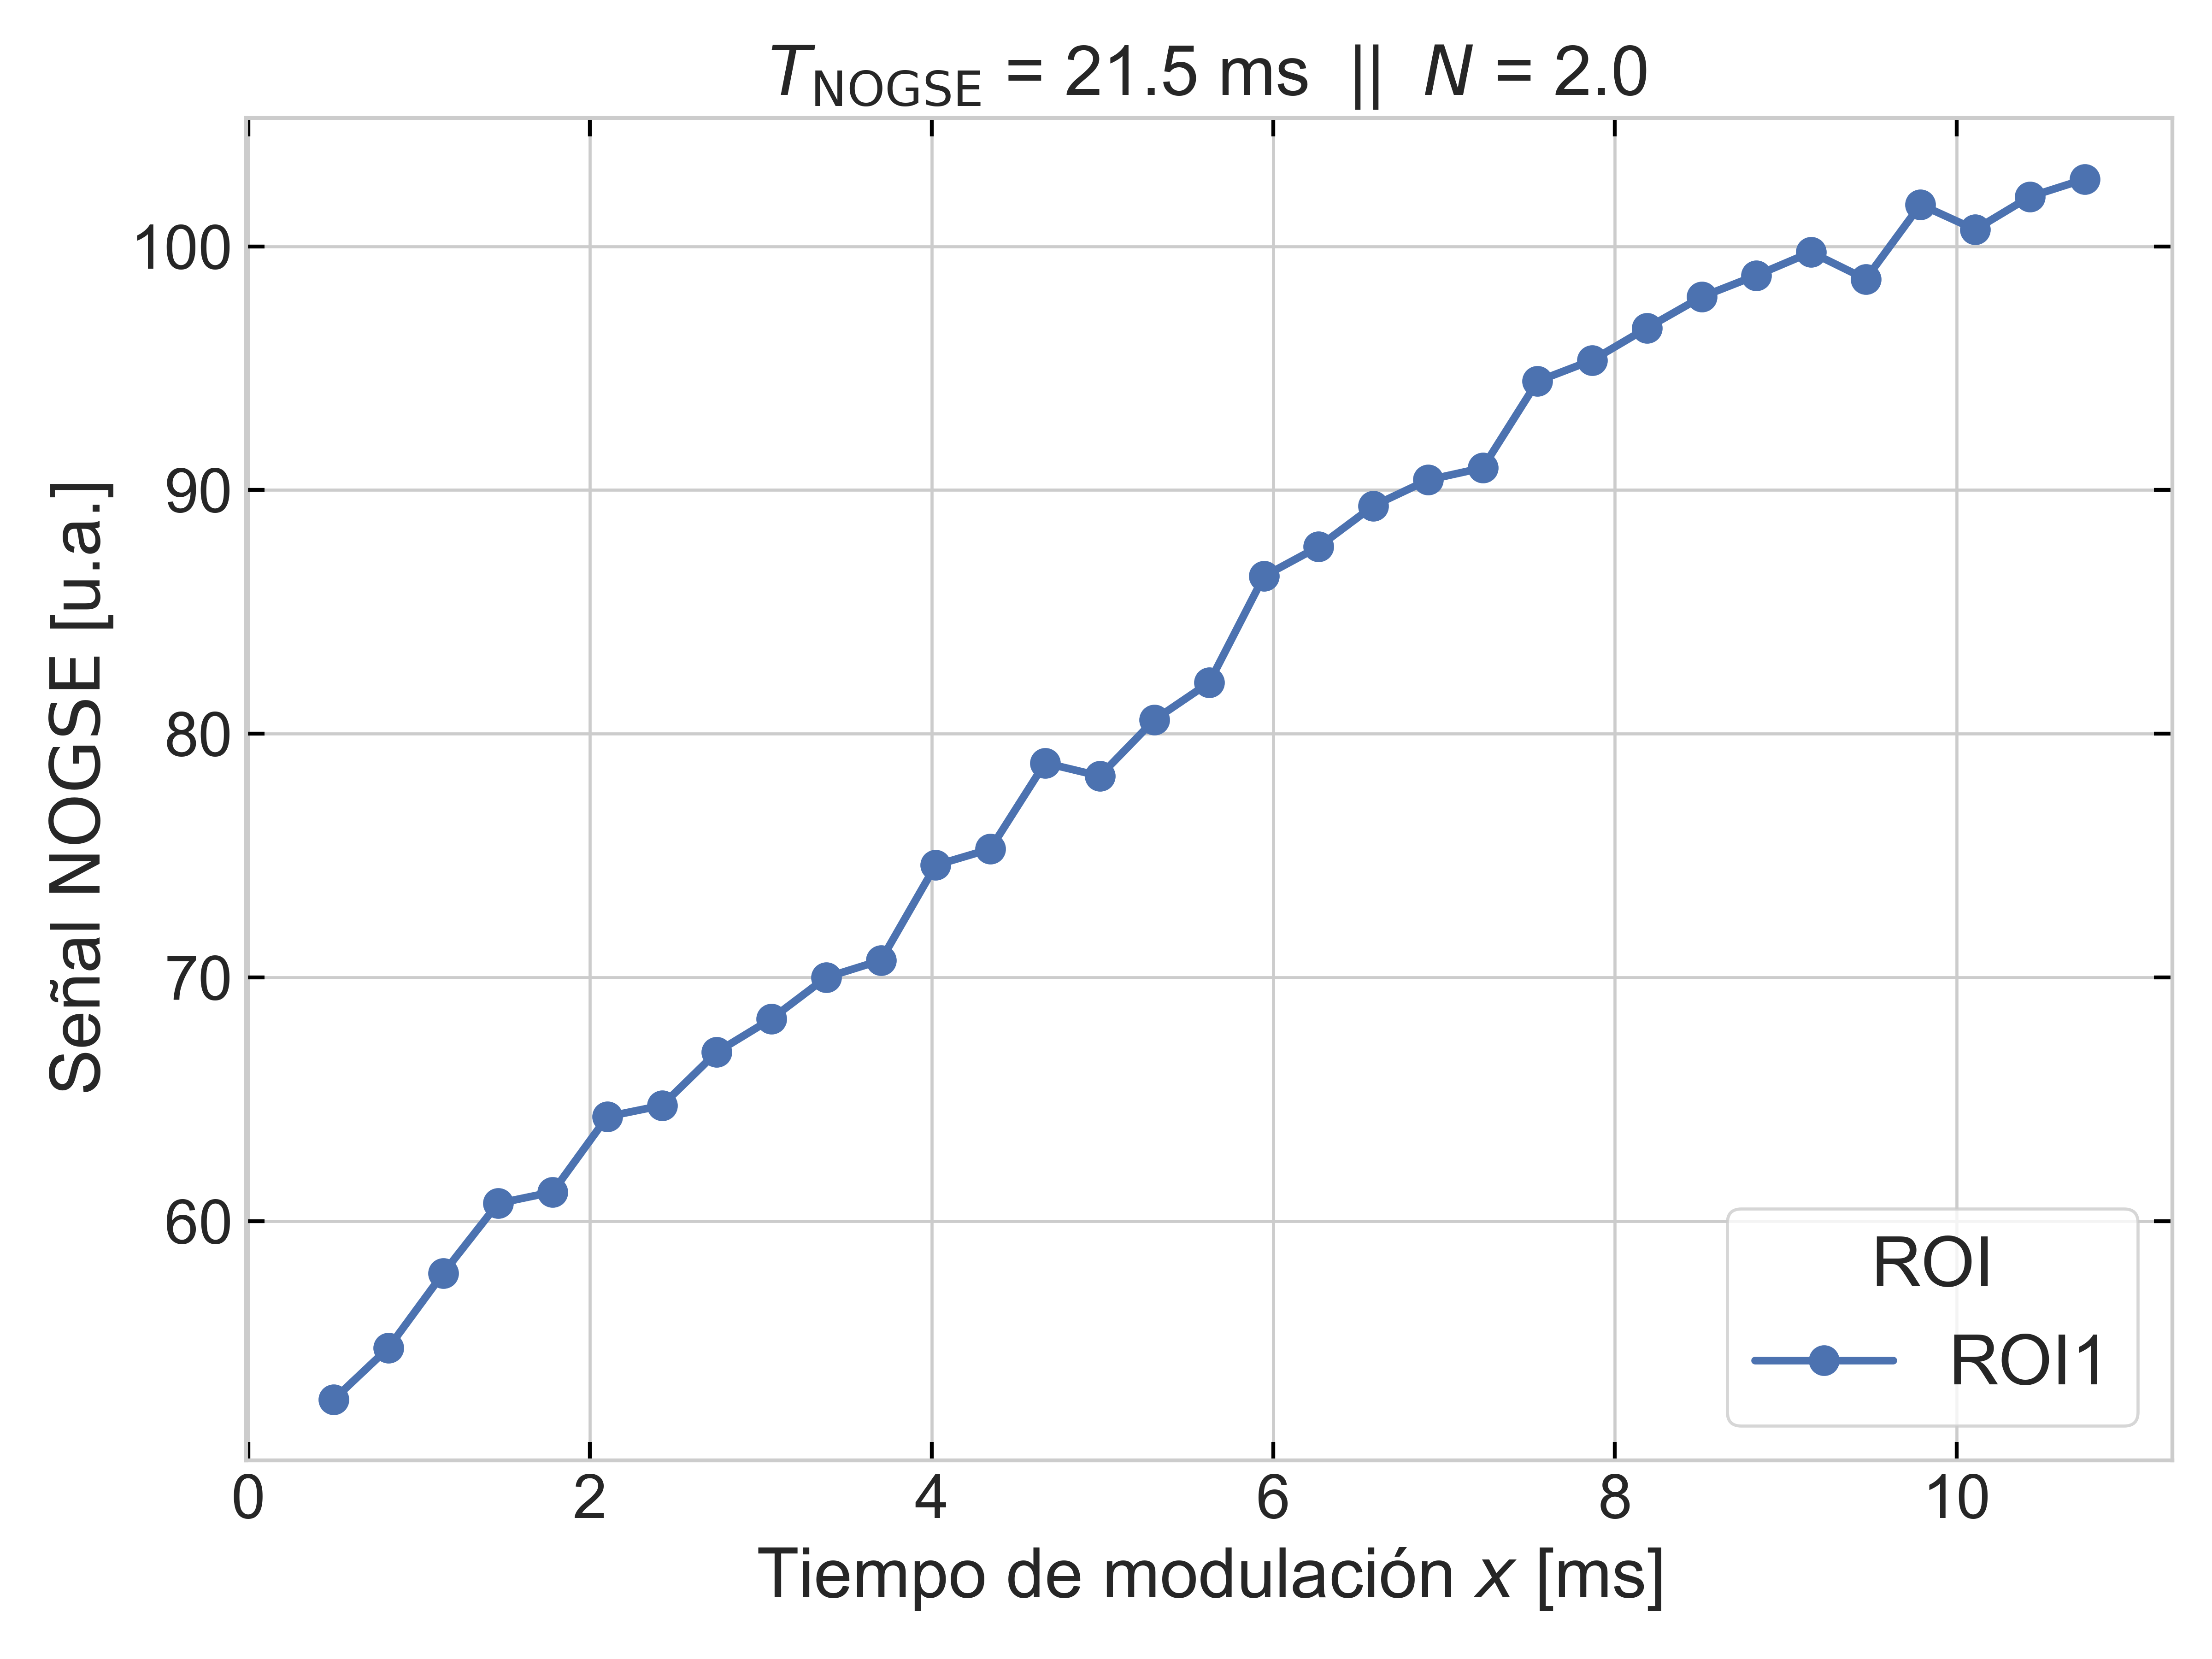 T_NOGSE = 21.5 ms || N = 2.0
Señal NOGSE [u.a.]
100
90
80
70
60
ROI
ROI1
0 2 4 6 8 10
Tiempo de modulación x [ms]